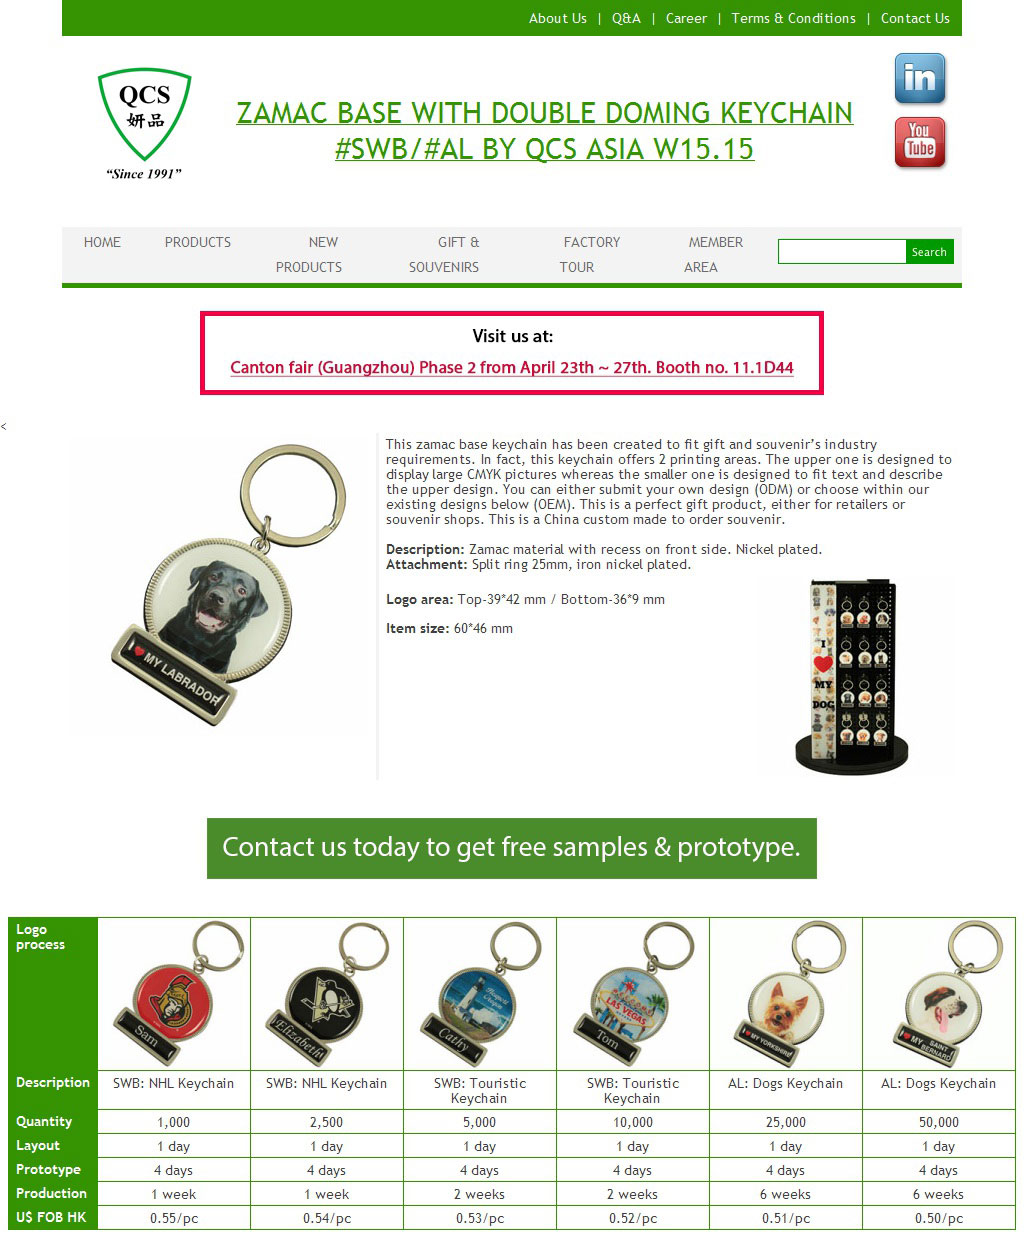 About Us | Q&A | Career | Terms & Conditions | Contact Us
QCS
妍品
“Since 1991”
ZAMAC BASE WITH DOUBLE DOMING KEYCHAIN
#SWB/#AL BY QCS ASIA W15.15
in
You
Tube
HOME PRODUCTS NEW PRODUCTS GIFT & SOUVENIRS FACTORY TOUR MEMBER AREA Search
Visit us at:
Canton fair (Guangzhou) Phase 2 from April 23th ~ 27th. Booth no. 11.1D44
<
I ♥ MY LABRADOR
This zamac base keychain has been created to fit gift and souvenir’s industry
requirements. In fact, this keychain offers 2 printing areas. The upper one is designed to
display large CMYK pictures whereas the smaller one is designed to fit text and describe
the upper design. You can either submit your own design (ODM) or choose within our
existing designs below (OEM). This is a perfect gift product, either for retailers or
souvenir shops. This is a China custom made to order souvenir.
Description: Zamac material with recess on front side. Nickel plated.
Attachment: Split ring 25mm, iron nickel plated.
Logo area: Top-39*42 mm / Bottom-36*9 mm
Item size: 60*46 mm
I
♥
MY
DOG
Contact us today to get free samples & prototype.
Logo
process
Sam
Elizabeth
Cathy
LAS VEGAS
Tom
I ♥ MY YORKSHIRE
I ♥ MY SAINT BERNARD
Description SWB: NHL Keychain SWB: NHL Keychain SWB: Touristic Keychain SWB: Touristic Keychain AL: Dogs Keychain AL: Dogs Keychain
Quantity 1,000 2,500 5,000 10,000 25,000 50,000
Layout 1 day 1 day 1 day 1 day 1 day 1 day
Prototype 4 days 4 days 4 days 4 days 4 days 4 days
Production 1 week 1 week 2 weeks 2 weeks 6 weeks 6 weeks
U$ FOB HK 0.55/pc 0.54/pc 0.53/pc 0.52/pc 0.51/pc 0.50/pc